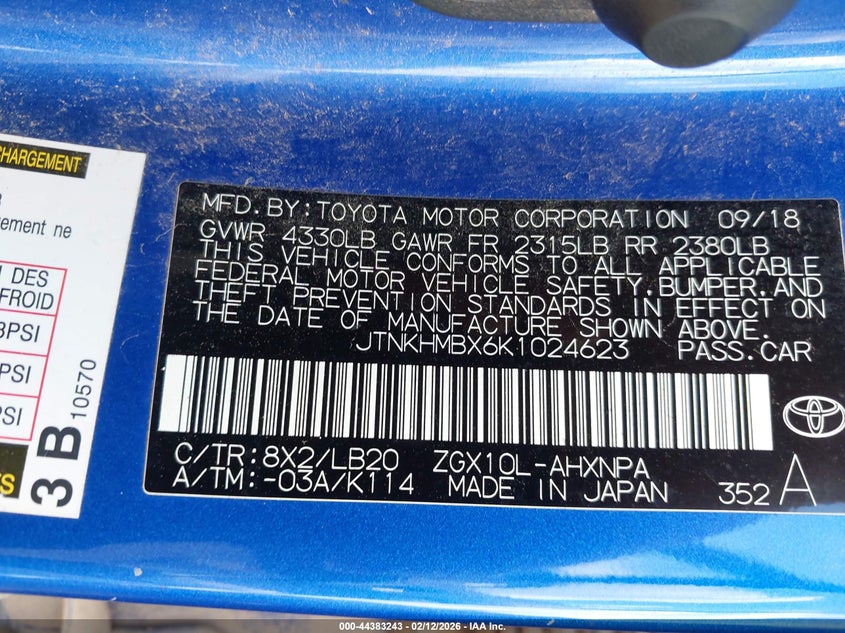 CHARGEMENT
ement ne
N DES
FROID
PSI
PSI
PSI
3 B
10570
MFD.BY:TOYOTA MOTOR CORPORATION 09/18
GVWR 4330LB GAWR FR 2315LB RR 2380LB
THIS VEHICLE CONFORMS TO ALL APPLICABLE
FEDERAL MOTOR VEHICLE SAFETY,BUMPER,AND
THEFT PREVENTION STANDARDS IN EFFECT ON
THE DATE OF MANUFACTURE SHOWN ABOVE.
JTNKHMBX6K1024623 PASS.CAR
C/TR:8X2/LB20 ZGX10L-AHXNPA
A/TM:-03A/K114 MADE IN JAPAN 352 A
000-44383243 - 02/12/2026 - IAA Inc.